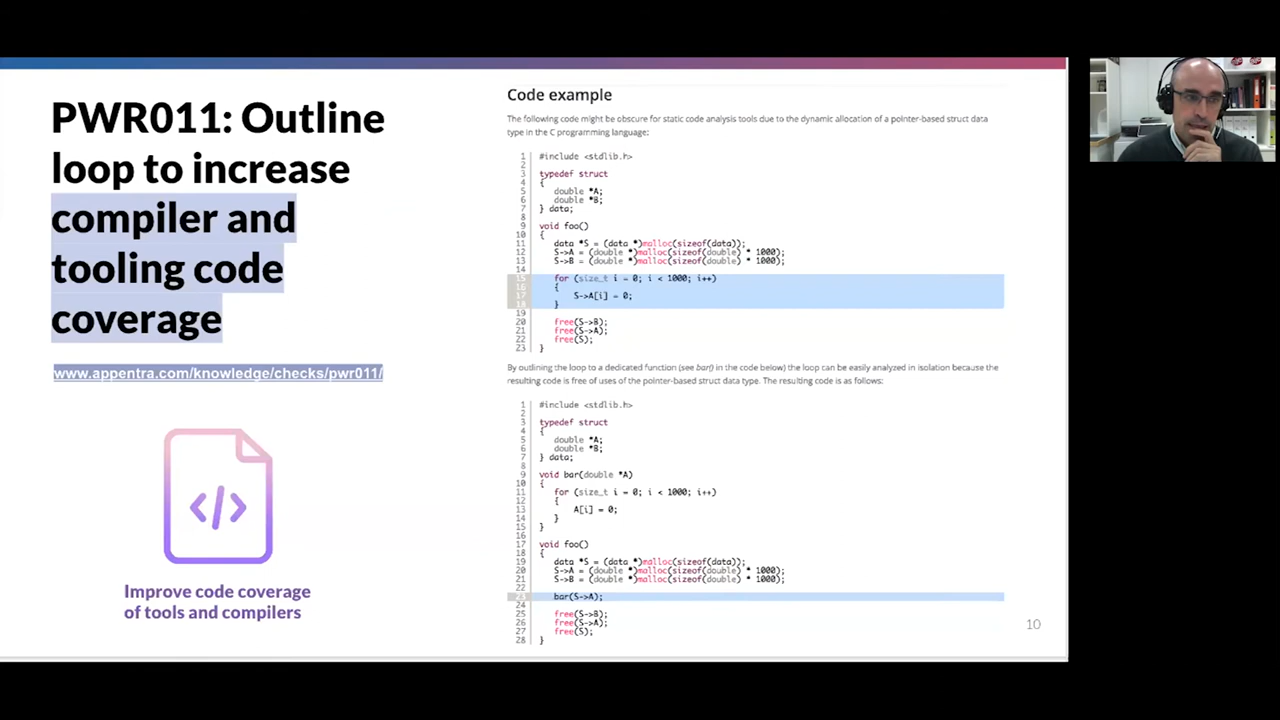 PWR011: Outline
loop to increase
compiler and
tooling code
coverage
www.appentra.com/knowledge/checks/pwr011/
Improve code coverage
of tools and compilers
Code example
The following code might be obscure for static code analysis tools due to the dynamic allocation of a pointer-based struct data
type in the C programming language:
1 #include <stdlib.h>
2
3 typedef struct
4 {
5 double *A;
6 double *B;
7 } data;
8
9 void foo()
10 {
11 data *S = (data *)malloc(sizeof(data));
12 S->A = (double *)malloc(sizeof(double) * 1000);
13 S->B = (double *)malloc(sizeof(double) * 1000);
14
15 for (size_t i = 0; i < 1000; i++)
16 {
17 S->A[i] = 0;
18 }
19
20 free(S->B);
21 free(S->A);
22 free(S);
23 }
By outlining the loop to a dedicated function (see bar() in the code below) the loop can be easily analyzed in isolation because the
resulting code is free of uses of the pointer-based struct data type. The resulting code is as follows:
1 #include <stdlib.h>
2
3 typedef struct
4 {
5 double *A;
6 double *B;
7 } data;
8
9 void bar(double *A)
10 {
11 for (size_t i = 0; i < 1000; i++)
12 {
13 A[i] = 0;
14 }
15 }
16
17 void foo()
18 {
19 data *S = (data *)malloc(sizeof(data));
20 S->A = (double *)malloc(sizeof(double) * 1000);
21 S->B = (double *)malloc(sizeof(double) * 1000);
22
23 bar(S->A);
24
25 free(S->B);
26 free(S->A);
27 free(S);
28 }
10